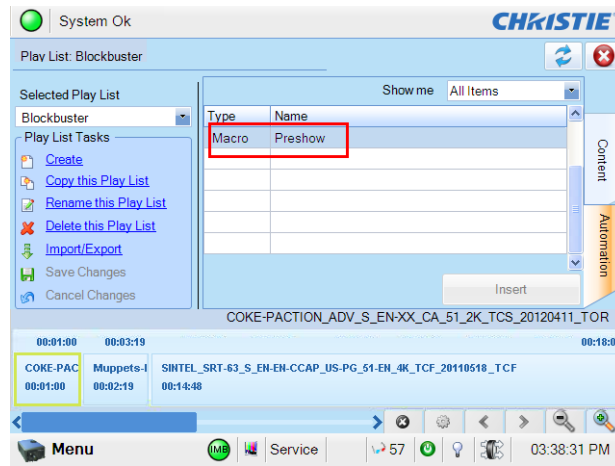 System Ok
CHRISTIE
Play List: Blockbuster
Selected Play List
Blockbuster
Play List Tasks
Create
Copy this Play List
Rename this Play List
Delete this Play List
Import/Export
Save Changes
Cancel Changes
Show me All Items
Type Name
Macro Preshow
Content
Automation
Insert
COKE-PACTION_ADV_S_EN-XX_CA_51_2K_TCS_20120411_TOR
00:01:00 00:03:19 00:18:0
COKE-PAC Muppets-I SINTEL_SRT-63_S_EN-EN-CCAP_US-PG_51-EN_4K_TCF_20110518_TCF
00:01:00 00:02:19 00:14:48
Menu IMB Service 57 03:38:31 PM